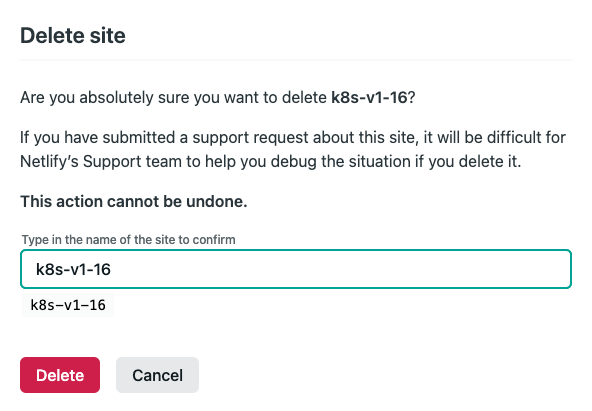 Delete site
Are you absolutely sure you want to delete k8s-v1-16?
If you have submitted a support request about this site, it will be difficult for
Netlify’s Support team to help you debug the situation if you delete it.
This action cannot be undone.
Type in the name of the site to confirm
k8s-v1-16
k8s–v1–16
Delete Cancel